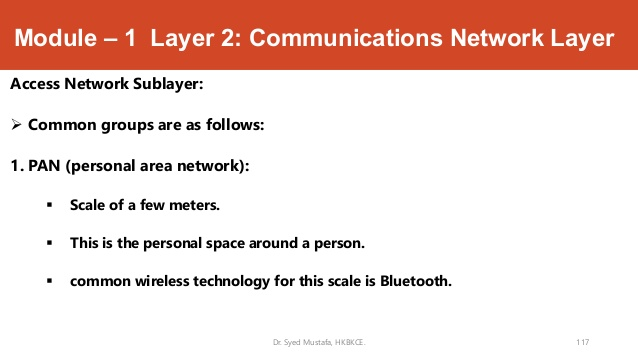 Module – 1 Layer 2: Communications Network Layer
Access Network Sublayer:
➢ Common groups are as follows:
1. PAN (personal area network):
▪ Scale of a few meters.
▪ This is the personal space around a person.
▪ common wireless technology for this scale is Bluetooth.
Dr. Syed Mustafa, HKBKCE. 117